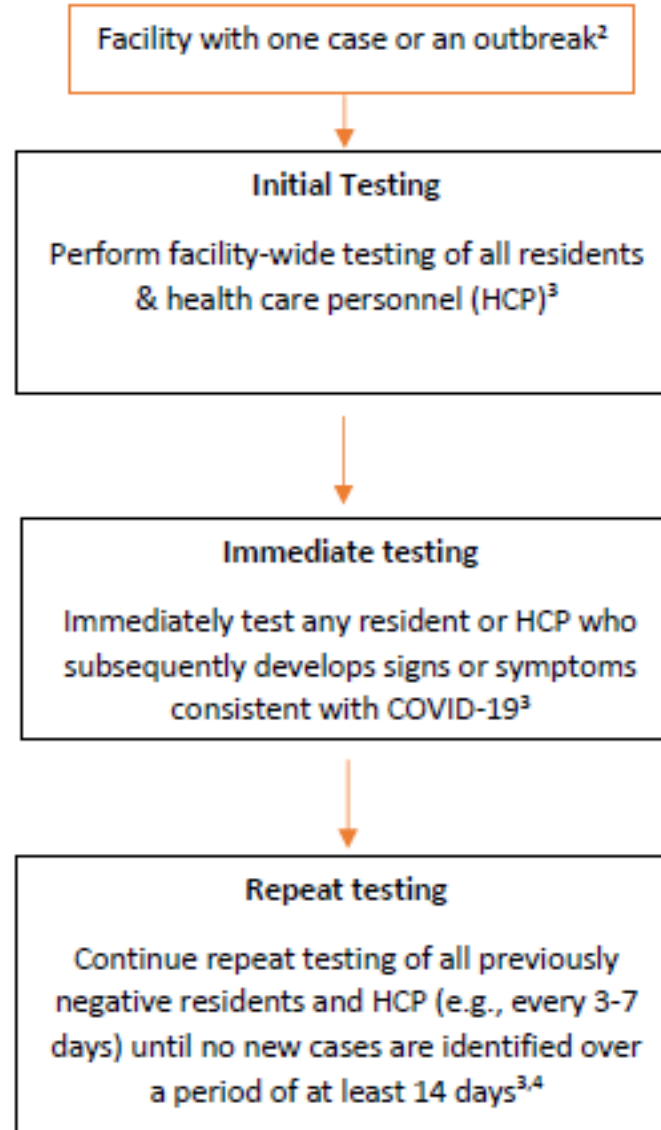 Facility with one case or an outbreak²
Initial Testing
Perform facility-wide testing of all residents
& health care personnel (HCP)³
Immediate testing
Immediately test any resident or HCP who
subsequently develops signs or symptoms
consistent with COVID-19³
Repeat testing
Continue repeat testing of all previously
negative residents and HCP (e.g., every 3-7
days) until no new cases are identified over
a period of at least 14 days³,⁴